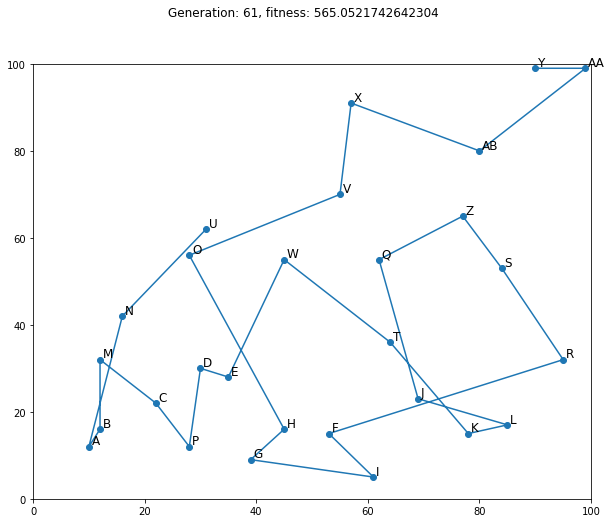 Generation: 61, fitness: 565.0521742642304
100
Y
AA
X
80
AB
V
Z
U
60
O
W
Q
S
N
40
T
M
R
D
E
C
J
20
B
H
L
F
K
A
P
G
I
0
0
20
40
60
80
100